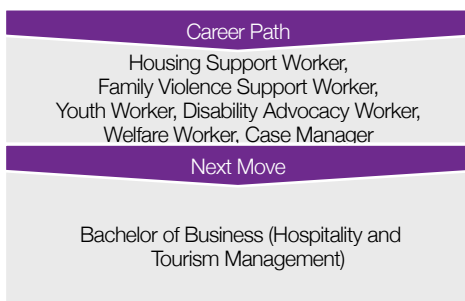 Career Path
Housing Support Worker,
Family Violence Support Worker,
Youth Worker, Disability Advocacy Worker,
Welfare Worker, Case Manager
Next Move
Bachelor of Business (Hospitality and
Tourism Management)